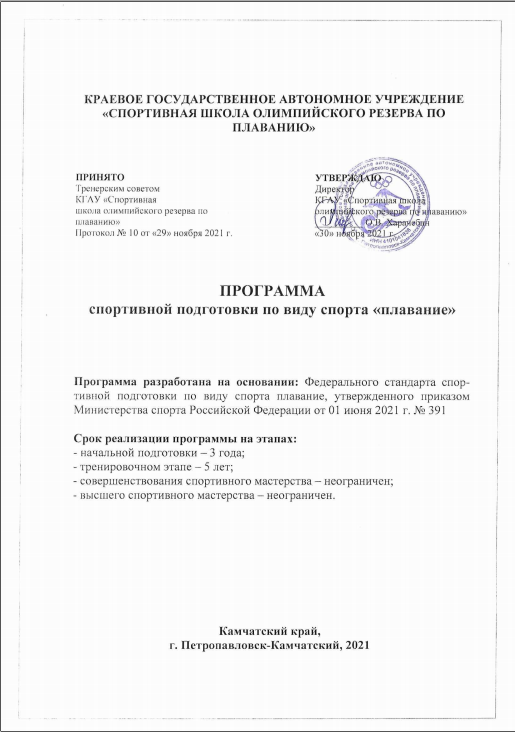 КРАЕВОЕ ГОСУДАРСТВЕННОЕ АВТОНОМНОЕ УЧРЕЖДЕНИЕ
«СПОРТИВНАЯ ШКОЛА ОЛИМПИЙСКОГО РЕЗЕРВА ПО
ПЛАВАНИЮ»
ПРИНЯТО
Тренерским советом
КГАУ «Спортивная
школа олимпийского резерва по
плаванию»
Протокол № 10 от «29» ноября 2021 г.
УТВЕРЖДАЮ
Директор
КГАУ «Спортивная школа
олимпийского резерва по плаванию»
О.В.
«30» ноября 2021 г.
ПРОГРАММА
спортивной подготовки по виду спорта «плавание»
Программа разработана на основании: Федерального стандарта спор-
тивной подготовки по виду спорта плавание, утвержденного приказом
Министерства спорта Российской Федерации от 01 июня 2021 г. № 391
Срок реализации программы на этапах:
- начальной подготовки – 3 года;
- тренировочном этапе – 5 лет;
- совершенствования спортивного мастерства – неограничен;
- высшего спортивного мастерства – неограничен.
Камчатский край,
г. Петропавловск-Камчатский, 2021